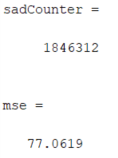 sadCounter =
1846312
mse =
77.0619